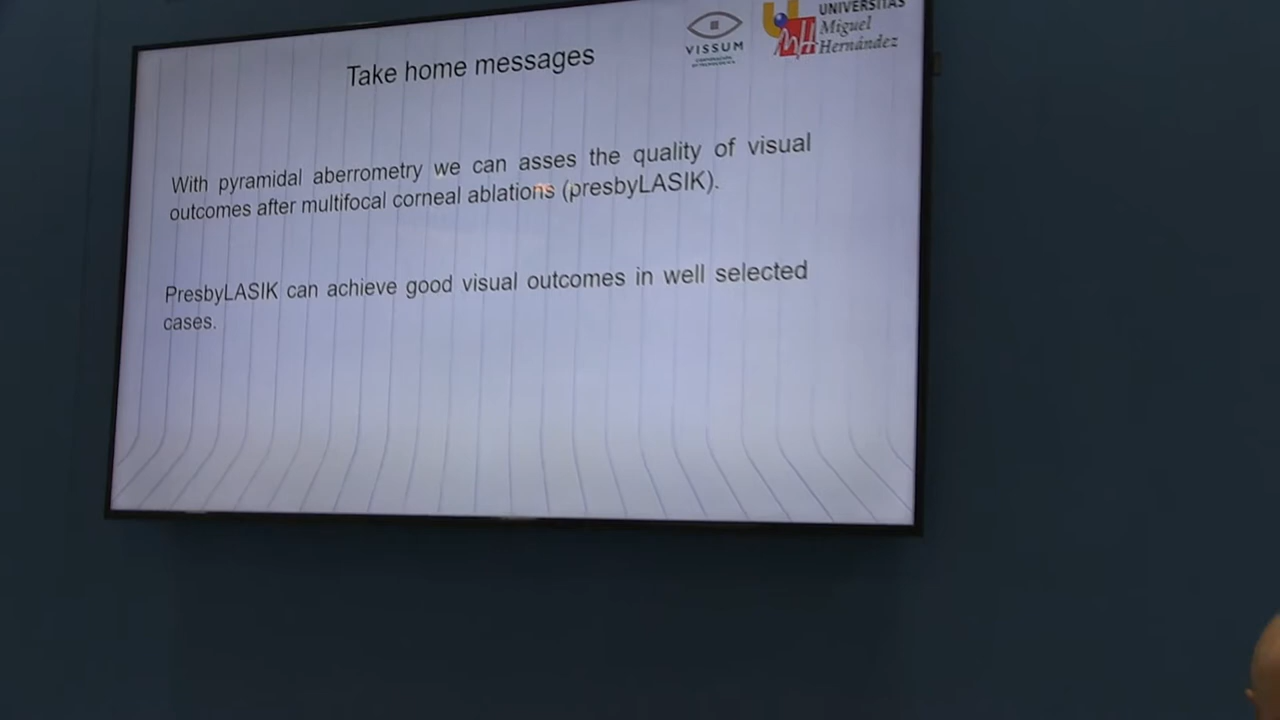 Take home messages
VISSUM
UNIVERSITAS
Miguel
Hernández
With pyramidal aberrometry we can asses the quality of visual
outcomes after multifocal corneal ablations (presbyLASIK).
PresbyLASIK can achieve good visual outcomes in well selected
cases.